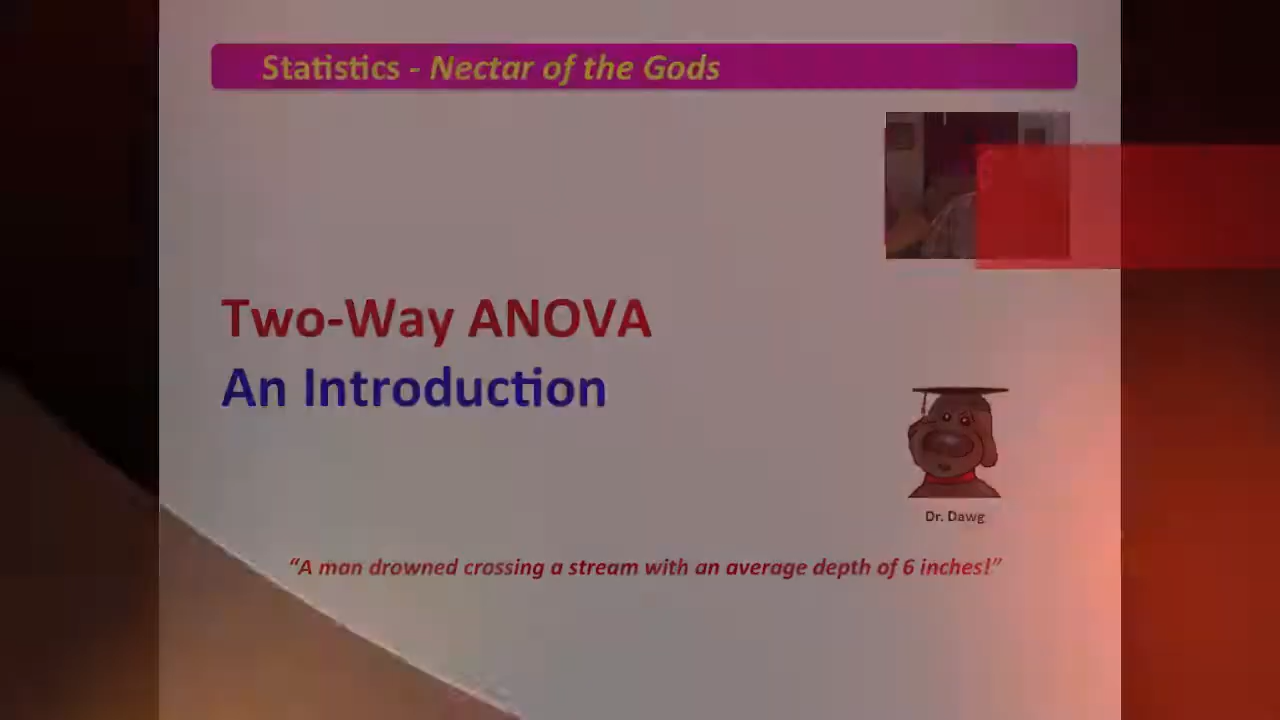 Statistics - Nectar of the Gods
Two-Way ANOVA
An Introduction
Dr. Dawg
“A man drowned crossing a stream with an average depth of 6 inches!”